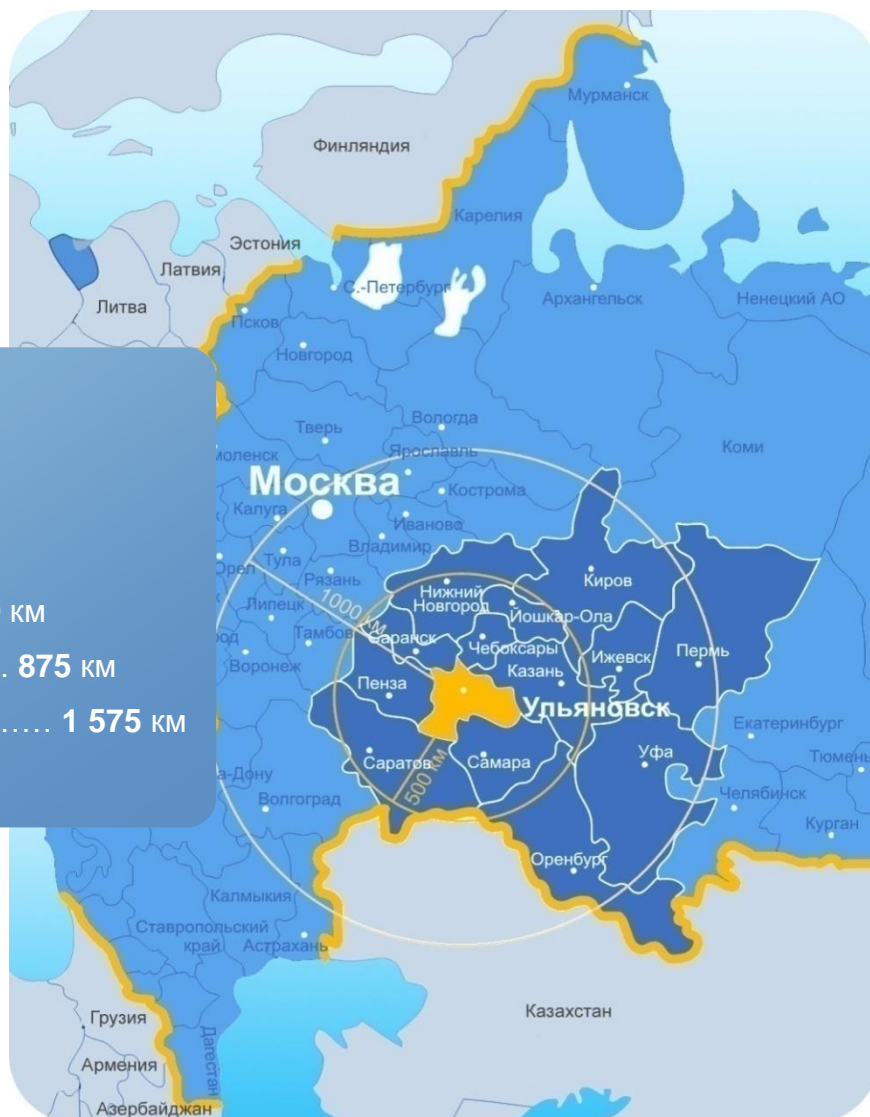 Мурманск
Финляндия
Карелия
Эстония
Латвия
С.-Петербург
Архангельск
Ненецкий АО
Литва
Псков
Новгород
Вологда
Тверь
Ярославль
Коми
моленск
Москва
Кострома
Калуга
Иваново
Владимир
Орел
Тула
Рязань
Киров
Нижний
Новгород
1000 км
Липецк
Йошкар-Ола
км
Тамбов
Саранск
Чебоксары
Воронеж
Казань
Ижевск
Пермь
. 875 км
Пенза
Ульяновск
..... 1 575 км
Екатеринбург
Саратов
Самара
Уфа
Тюмень
а-Дону
500 км
Волгоград
Челябинск
Курган
Оренбург
Калмыкия
Ставропольский
край
Астрахань
Казахстан
Грузия
Дагестан
Армения
Азербайджан